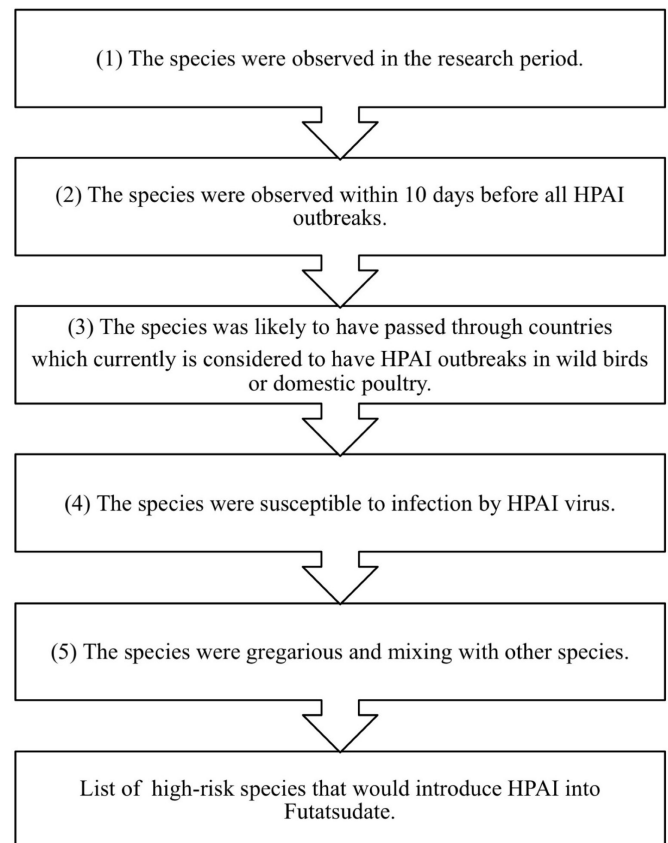 (1) The species were observed in the research period.
(2) The species were observed within 10 days before all HPAI
outbreaks.
(3) The species was likely to have passed through countries
which currently is considered to have HPAI outbreaks in wild birds
or domestic poultry.
(4) The species were susceptible to infection by HPAI virus.
(5) The species were gregarious and mixing with other species.
List of high-risk species that would introduce HPAI into
Futatsudate.